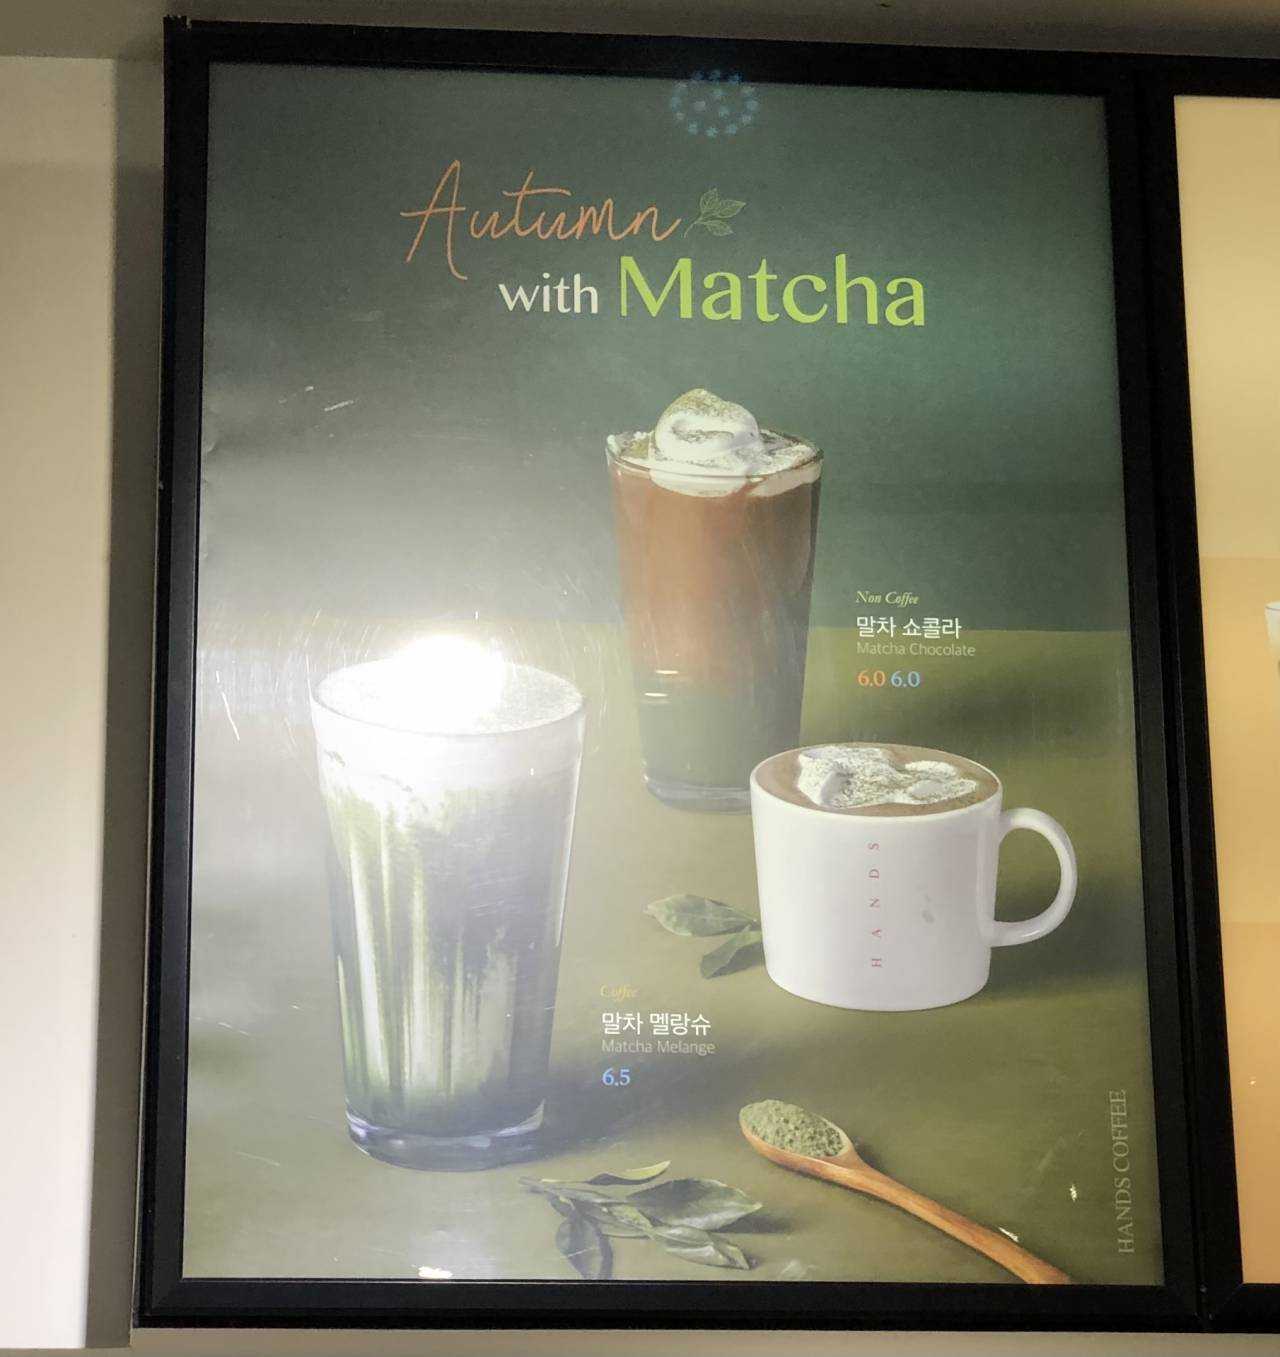 Autumn
with Matcha
Non Coffee
말차 쇼콜라
Matcha Chocolate
6.0 6.0
HANDS
Coffee
말차 멜랑슈
Matcha Melange
6.5
HANDS COFFEE